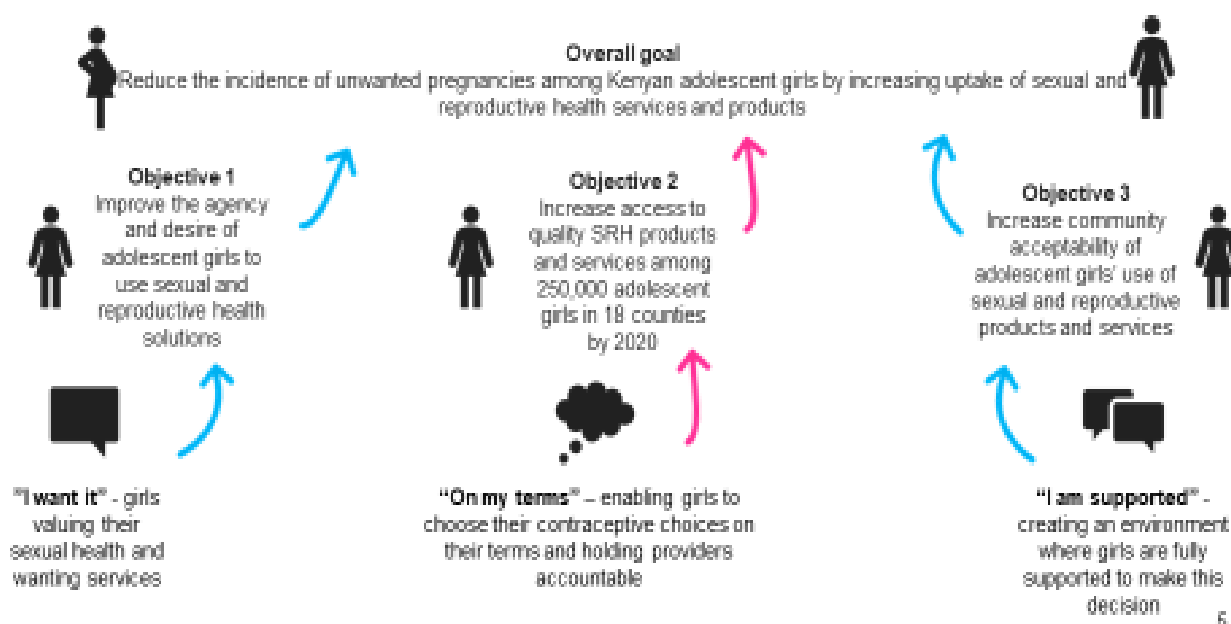 Overall goal
Reduce the incidence of unwanted pregnancies among Kenyan adolescent girls by increasing uptake of sexual and
reproductive health services and products
Objective 1
Improve the agency
and desire of
adolescent girls to
use sexual and
reproductive health
solutions
Objective 2
Increase access to
quality SRH products
and services among
250,000 adolescent
girls in 18 counties
by 2020
Objective 3
Increase community
acceptability of
adolescent girls' use of
sexual and reproductive
products and services
"I want it" - girls
valuing their
sexual health and
wanting services
"On my terms" – enabling girls to
choose their contraceptive choices on
their terms and holding providers
accountable
"I am supported" -
creating an environment
where girls are fully
supported to make this
decision